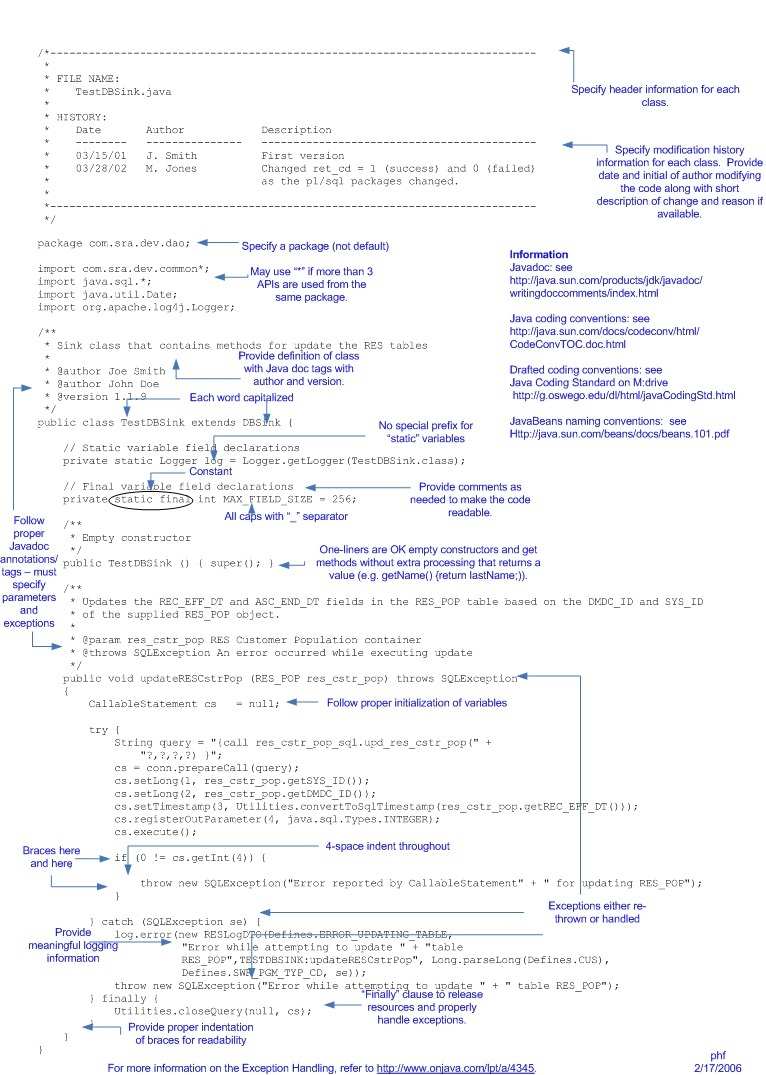 /*---------------------------------------------------------------------------
*
* FILE NAME:
* TestDBSink.java
Specify header information for each
class.
*
* HISTORY:
* Date Author Description
* -------- --------------- ------------------------------------------
* 03/15/01 J. Smith First version
* 03/28/02 M. Jones Changed ret_cd = 1 (success) and 0 (failed)
* as the pl/sql packages changed.
*
*---------------------------------------------------------------------------
*/
Specify modification history
information for each class. Provide
date and initial of author modifying
the code along with short
description of change and reason if
available.
package com.sra.dev.dao;
Specify a package (not default)
import com.sra.dev.common*;
import java.sql.*;
import java.util.Date;
import org.apache.log4j.Logger;
May use "*" if more than 3
APIs are used from the
same package.
Information
Javadoc: see
http://java.sun.com/products/jdk/javadoc/
writingdoccomments/index.html
Java coding conventions: see
http://java.sun.com/docs/codeconv/html/
CodeConvTOC.doc.html
Drafted coding conventions: see
Java Coding Standard on M:drive
http://g.oswego.edu/dl/html/javaCodingStd.html
JavaBeans naming conventions: see
Http://java.sun.com/beans/docs/beans.101.pdf
/**
* Sink class that contains methods for update the RES tables
*
* @author Joe Smith
* @author John Doe
* @version 1.1.9
*/
Provide definition of class
with Java doc tags with
author and version.
Each word capitalized
public class TestDBSink extends DBSink {
No special prefix for
"static" variables
// Static variable field declarations
private static Logger log = Logger.getLogger(TestDBSink.class);
Constant
// Final variable field declarations
private static final int MAX_FIELD_SIZE = 256;
Provide comments as
needed to make the code
readable.
All caps with "_" separator
Follow
proper
Javadoc
annotations/
tags – must
specify
parameters
and
exceptions
/**
* Empty constructor
*/
public TestDBSink () { super(); }
One-liners are OK empty constructors and get
methods without extra processing that returns a
value (e.g. getName() {return lastName;)).
/**
* Updates the REC_EFF_DT and ASC_END_DT fields in the RES_POP table based on the DMDC_ID and SYS_ID
* of the supplied RES_POP object.
*
* @param res_cstr_pop RES Customer Population container
* @throws SQLException An error occurred while executing update
*/
public void updateRESCstrPop (RES_POP res_cstr_pop) throws SQLException
{
CallableStatement cs = null;
Follow proper initialization of variables
try {
String query = "{call res_cstr_pop_sql.upd_res_cstr_pop(" +
"?,?,?,?) }";
cs = conn.prepareCall(query);
cs.setLong(1, res_cstr_pop.getSYS_ID());
cs.setLong(2, res_cstr_pop.getDMDC_ID());
cs.setTimestamp(3, Utilities.convertToSqlTimestamp(res_cstr_pop.getREC_EFF_DT()));
cs.registerOutParameter(4, java.sql.Types.INTEGER);
cs.execute();
4-space indent throughout
Braces here
and here
if (0 != cs.getInt(4)) {
throw new SQLException("Error reported by CallableStatement" + " for updating RES_POP");
}
Exceptions either re-
thrown or handled
} catch (SQLException se) {
log.error(new RESLogDTO(Defines.ERROR_UPDATING_TABLE,
"Error while attempting to update " + "table
RES_POP",TESTDBSINK:updateRESCstrPop", Long.parseLong(Defines.CUS),
Defines.SWR_PGM_TYP_CD, se));
throw new SQLException("Error while attempting to update " + " table RES_POP");
Provide
meaningful logging
information
} finally {
Utilities.closeQuery(null, cs);
}
"Finally" clause to release
resources and properly
handle exceptions.
Provide proper indentation
of braces for readability
}
}
For more information on the Exception Handling, refer to http://www.onjava.com/lpt/a/4345.
phf
2/17/2006